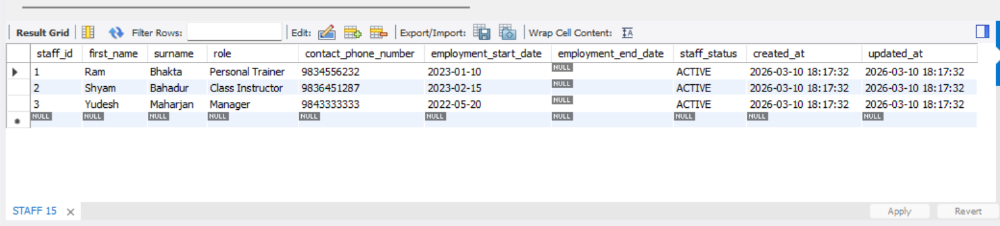 Result Grid Filter Rows: Edit: Export/Import: Wrap Cell Content: IA
staff_id first_name surname role contact_phone_number employment_start_date employment_end_date staff_status created_at updated_at
1 Ram Bhakta Personal Trainer 9834556232 2023-01-10 NULL ACTIVE 2026-03-10 18:17:32 2026-03-10 18:17:32
2 Shyam Bahadur Class Instructor 9836451287 2023-02-15 NULL ACTIVE 2026-03-10 18:17:32 2026-03-10 18:17:32
3 Yudesh Maharjan Manager 9843333333 2022-05-20 NULL ACTIVE 2026-03-10 18:17:32 2026-03-10 18:17:32
NULL NULL NULL NULL NULL NULL NULL NULL NULL NULL
STAFF 15 Apply Revert